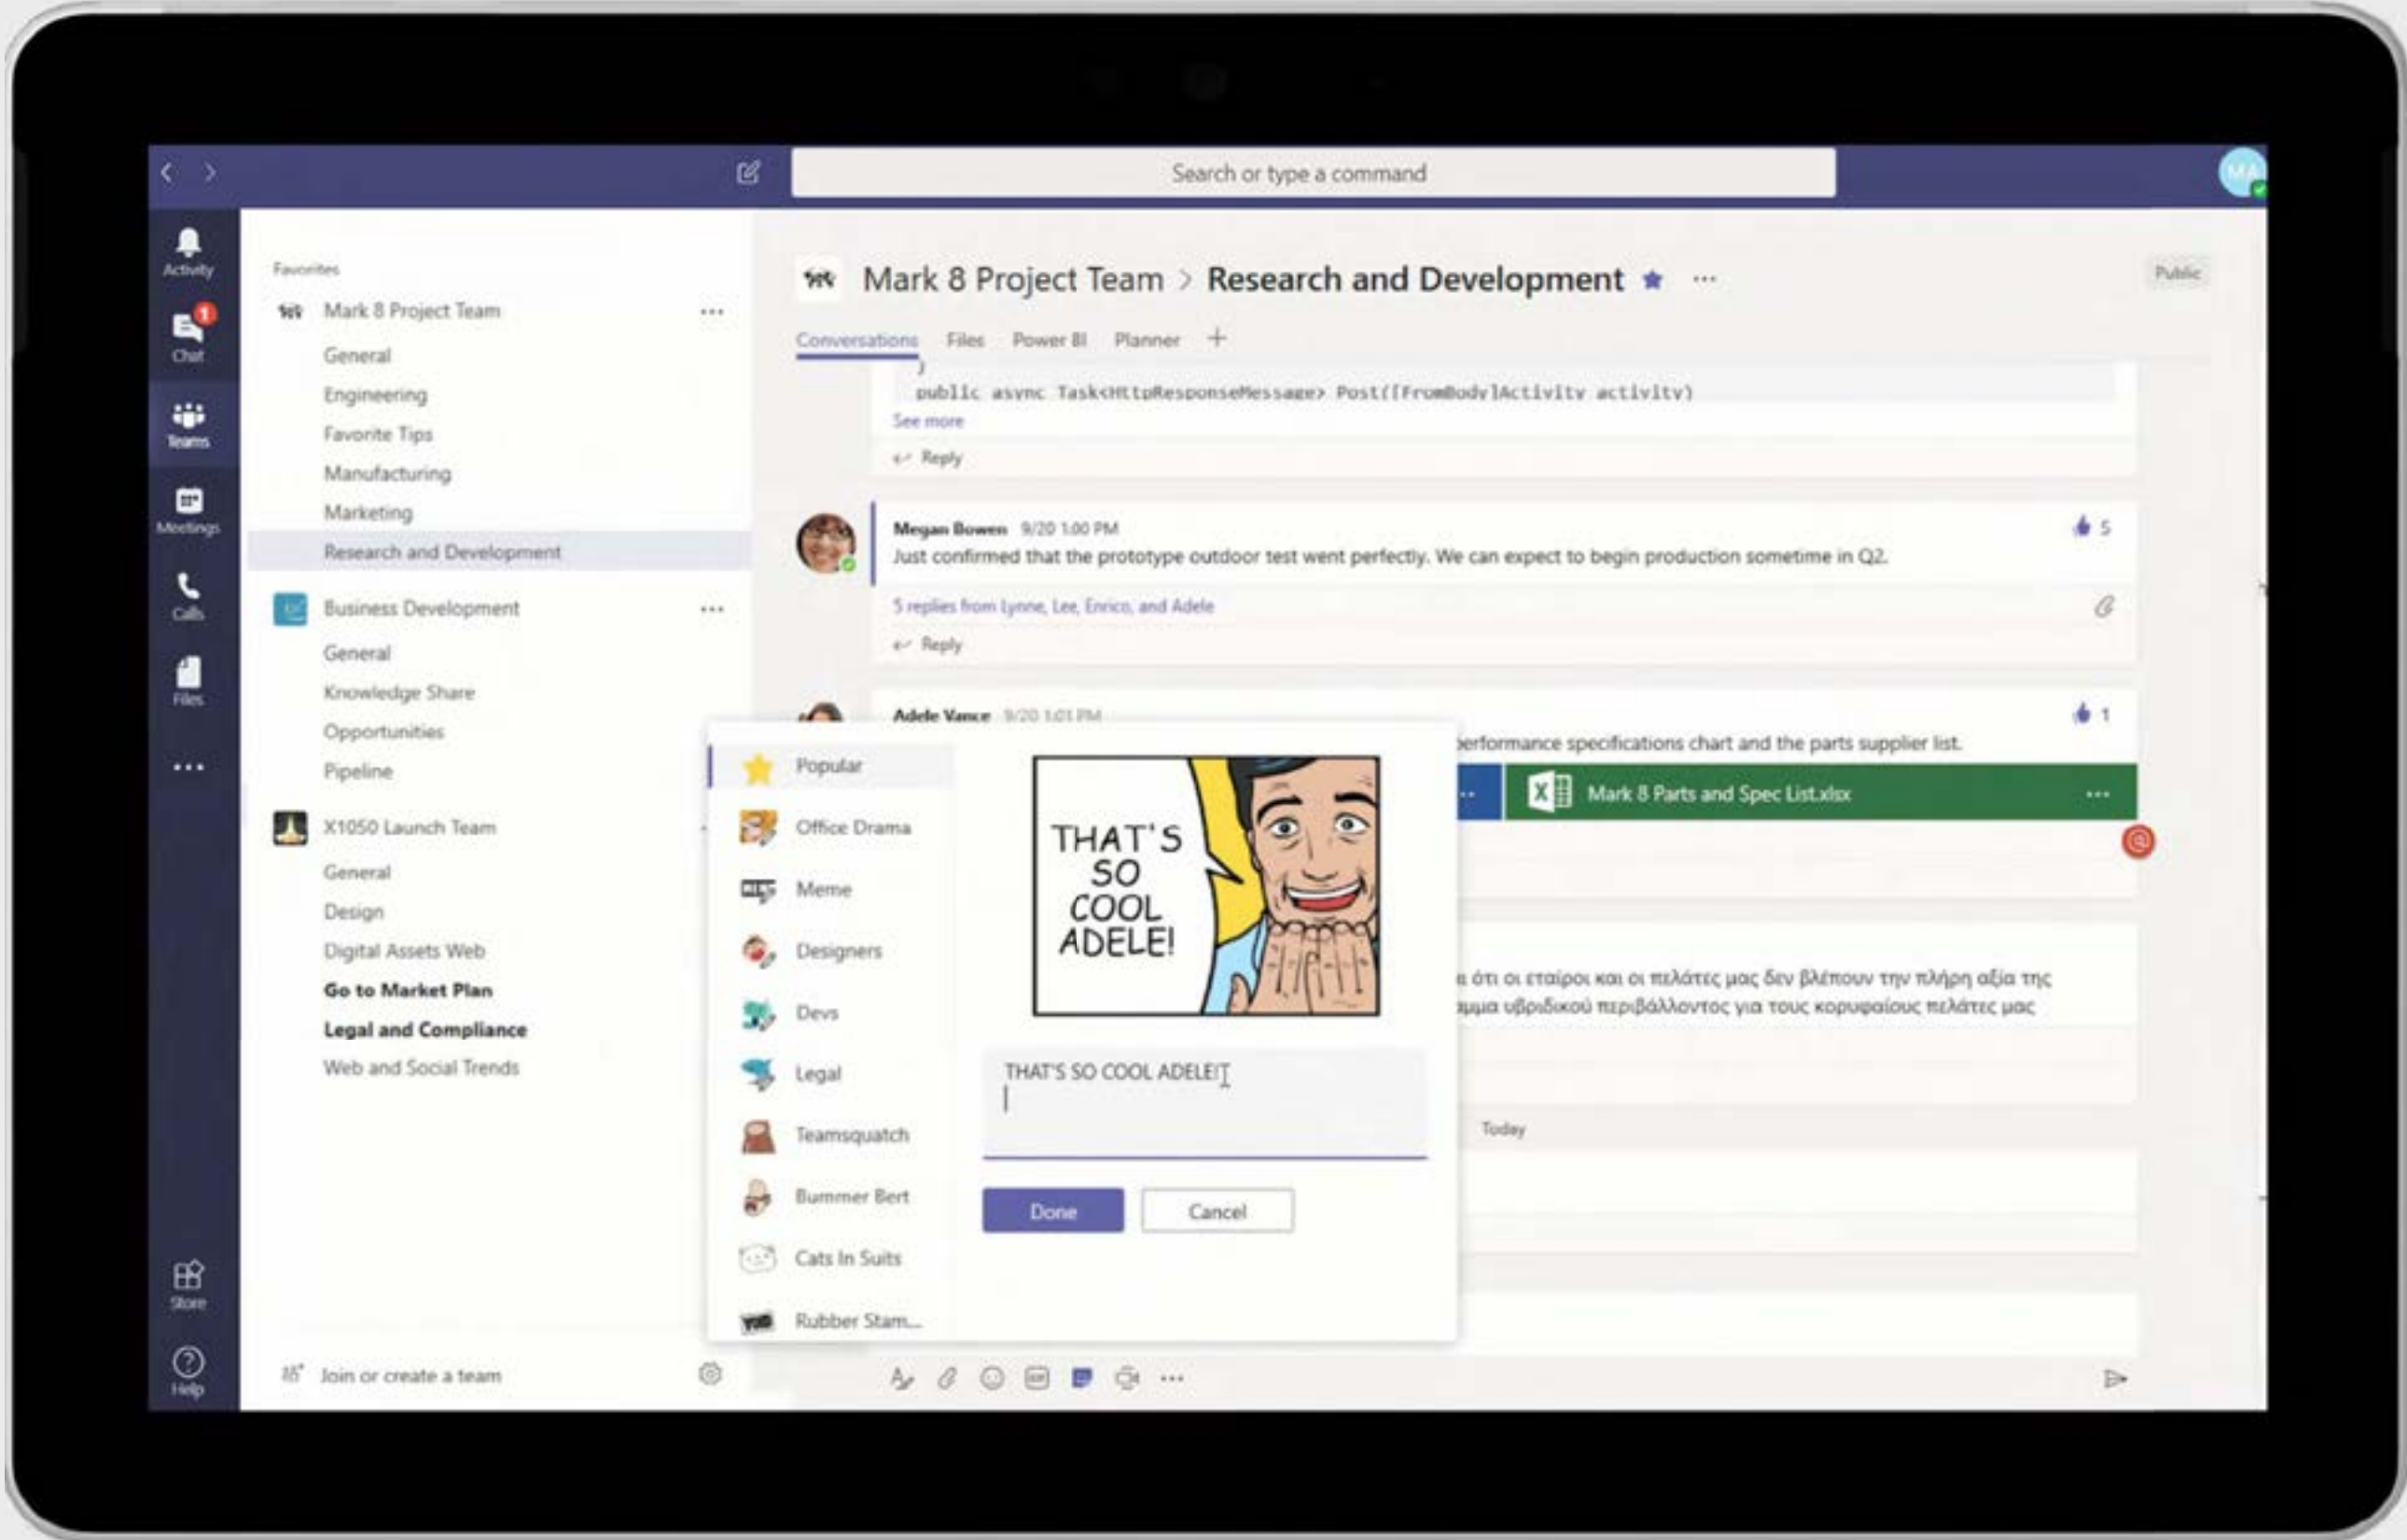 Search or type a command
MA
Activity
1
Chat
Teams
Meetings
Calls
Files
Store
Help
Favorites
Mark 8 Project Team
General
Engineering
Favorite Tips
Manufacturing
Marketing
Research and Development
Business Development
General
Knowledge Share
Opportunities
Pipeline
X1050 Launch Team
General
Design
Digital Assets Web
Go to Market Plan
Legal and Compliance
Web and Social Trends
Join or create a team
Mark 8 Project Team > Research and Development
Public
Conversations Files Power BI Planner +
}
public async Task<HttpResponseMessage> Post([FromBody]Activity activity)
See more
Reply
Megan Bowen 9/20 1:00 PM
5
Just confirmed that the prototype outdoor test went perfectly. We can expect to begin production sometime in Q2.
5 replies from Lynne, Lee, Enrico, and Adele
Reply
Adele Vance 9/20 1:01 PM
1
performance specifications chart and the parts supplier list.
Mark 8 Parts and Spec List.xlsx
ότι οι εταίροι και οι πελάτες μας δεν βλέπουν την πλήρη αξία της
υβριδικού περιβάλλοντος για τους κορυφαίους πελάτες μας
Today
Popular
Office Drama
Meme
Designers
Devs
Legal
Teamsquatch
Bummer Bert
Cats In Suits
Rubber Stam...
THAT'S
SO
COOL
ADELE!
THAT'S SO COOL ADELE!
Done
Cancel